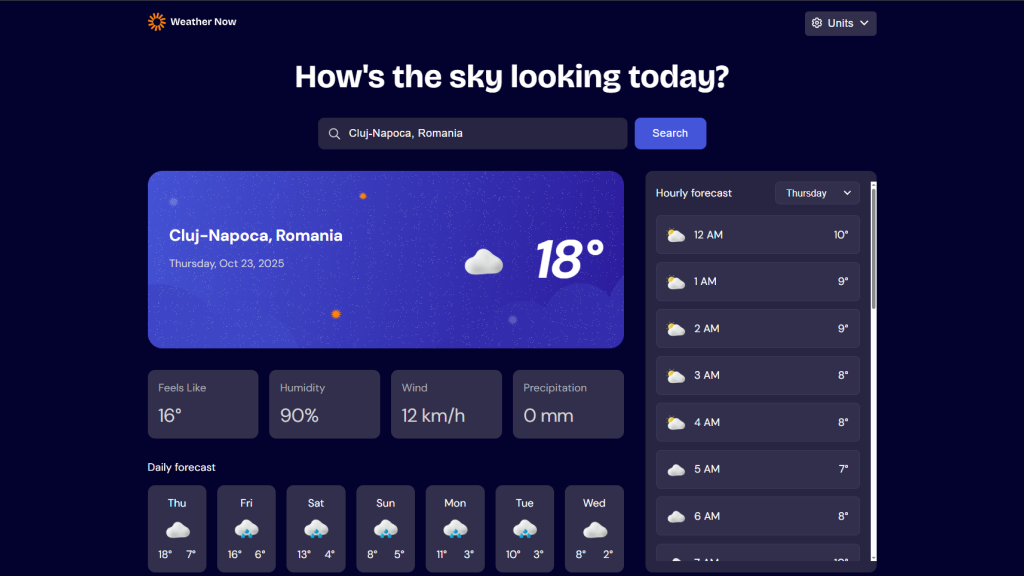 Weather Now
Units
How's the sky looking today?
Cluj-Napoca, Romania
Search
Cluj-Napoca, Romania
Thursday, Oct 23, 2025
18°
Feels Like
16°
Humidity
90%
Wind
12 km/h
Precipitation
0 mm
Daily forecast
Thu
18° 7°
Fri
16° 6°
Sat
13° 4°
Sun
8° 5°
Mon
11° 3°
Tue
10° 3°
Wed
8° 2°
Hourly forecast
Thursday
12 AM 10°
1 AM 9°
2 AM 9°
3 AM 8°
4 AM 8°
5 AM 7°
6 AM 8°